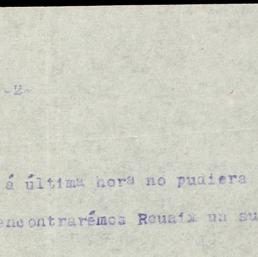 -2-
á última hora no pudiera
encontrarémos Rouaix un su